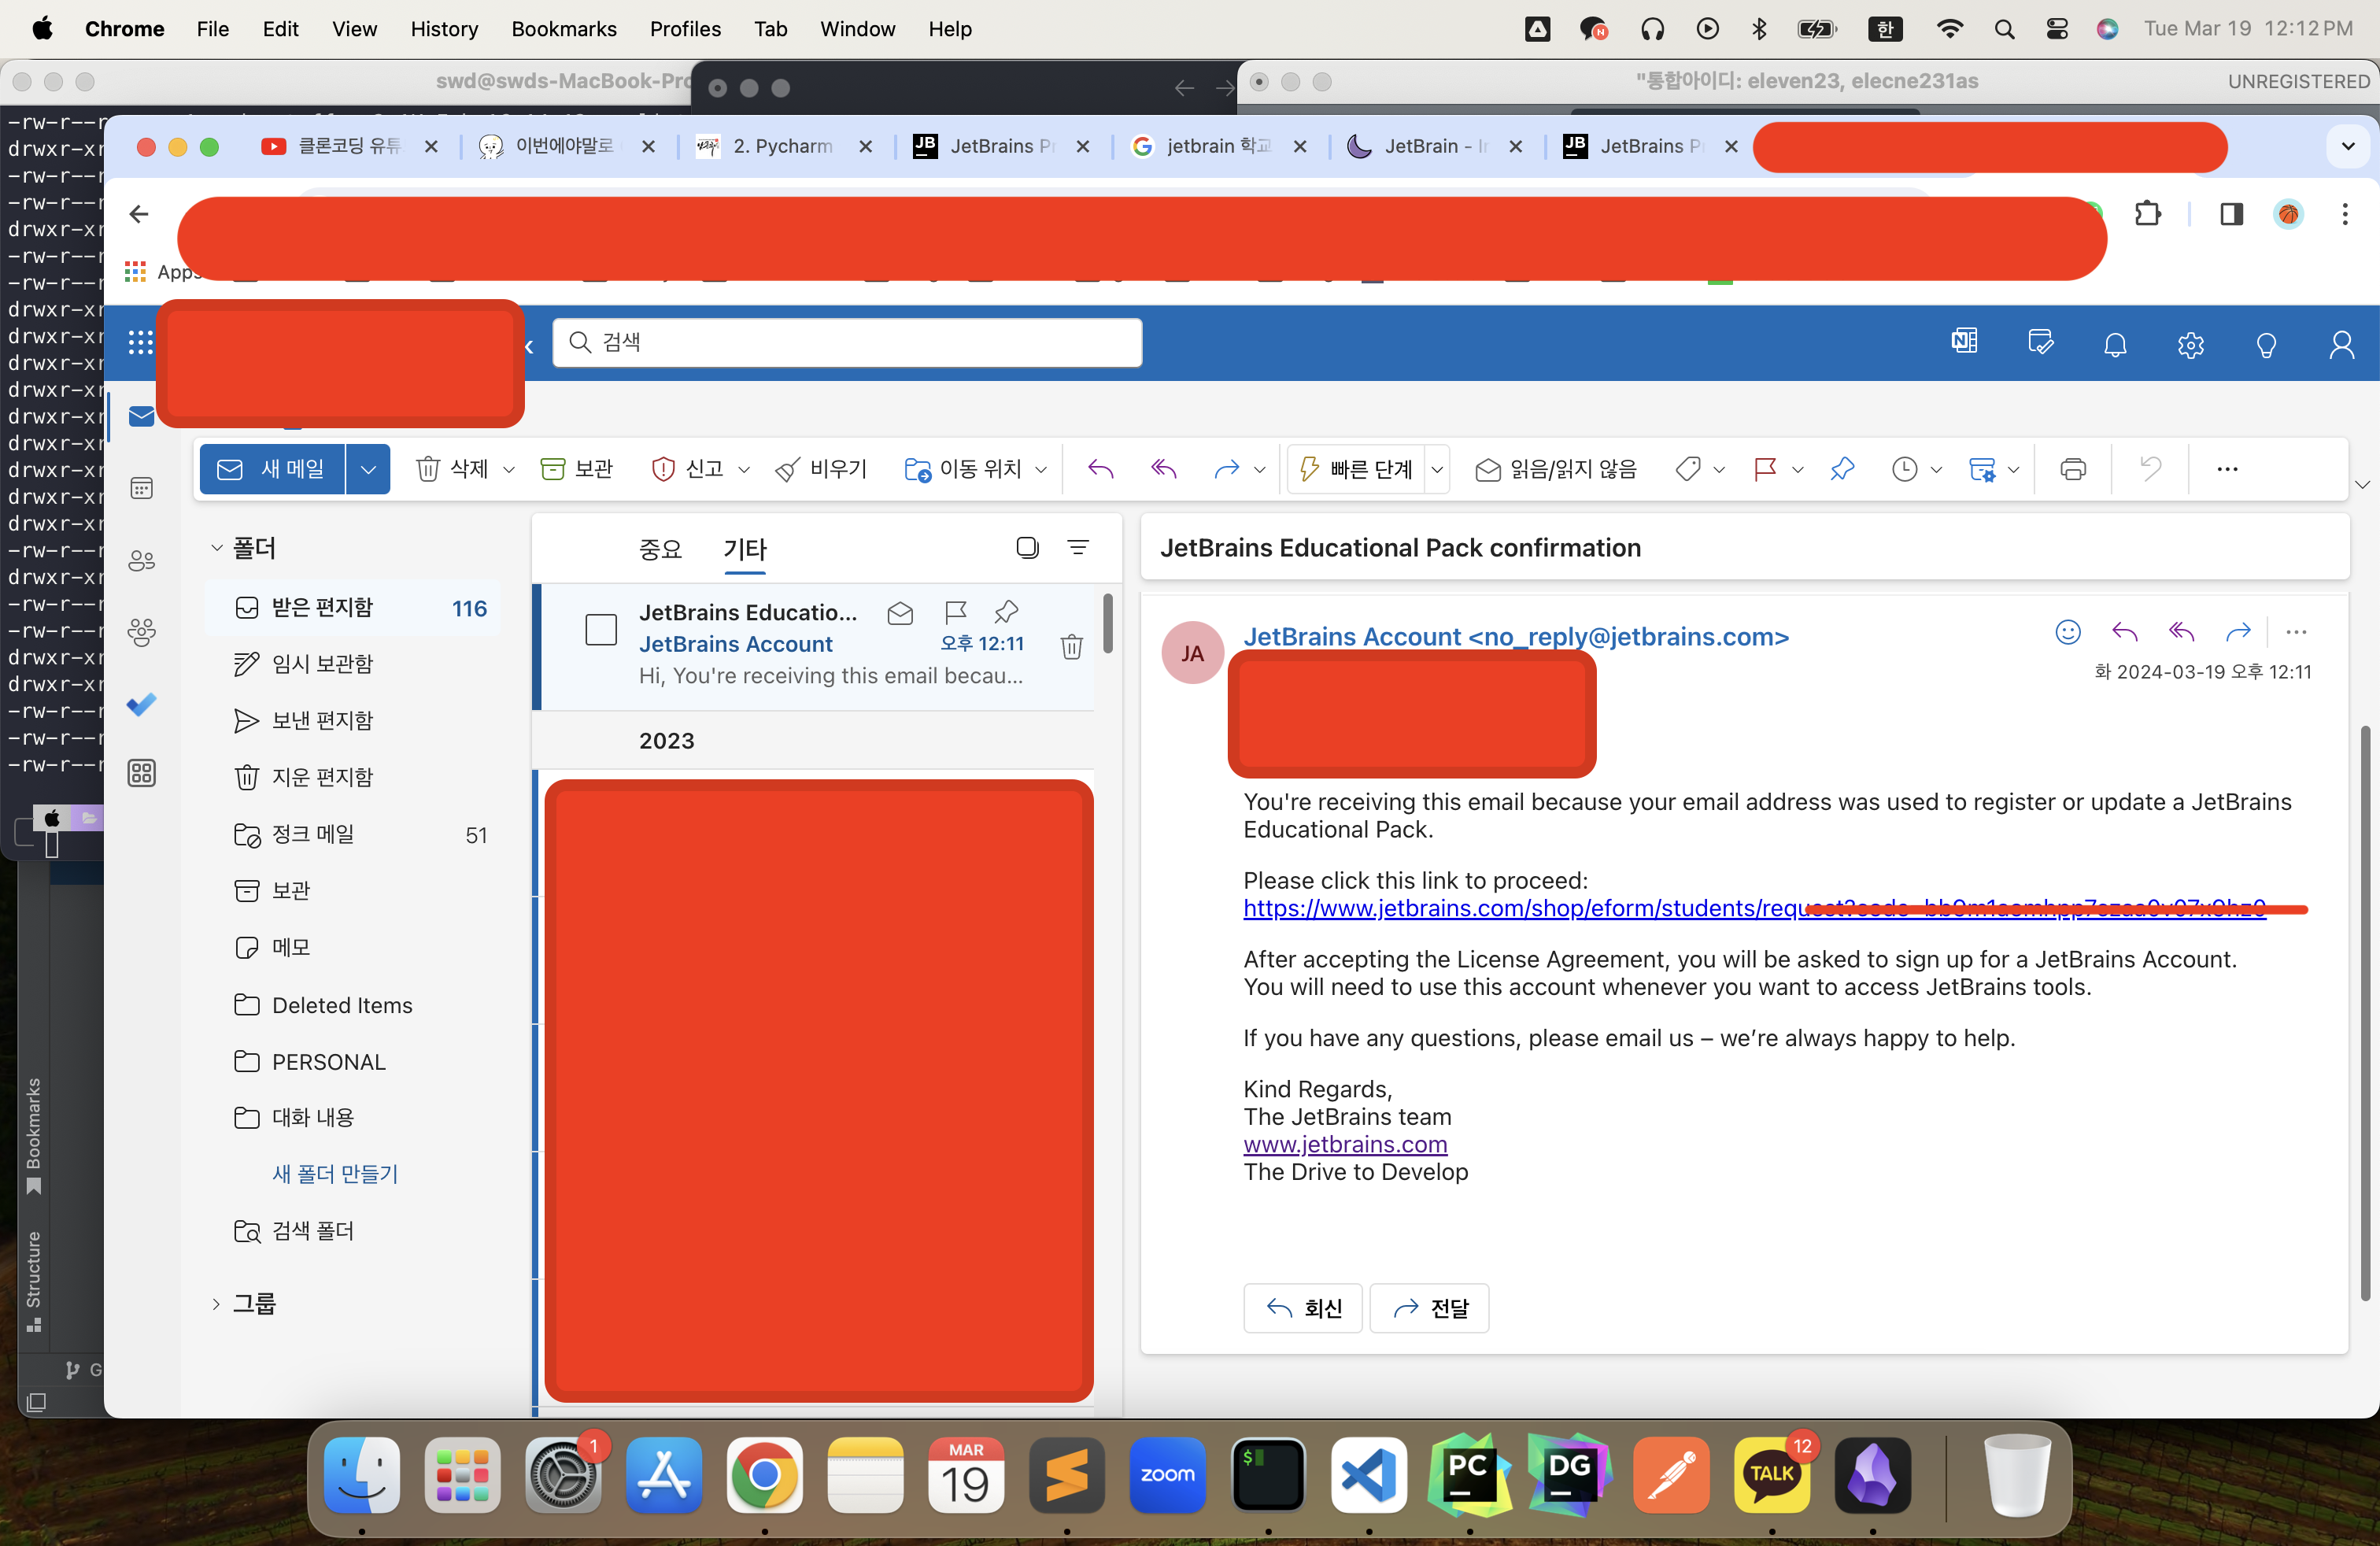 Chrome File Edit View History Bookmarks Profiles Tab Window Help
한 Tue Mar 19 12:12 PM
swd@swds-MacBook-Pro
"통합아이디: eleven23, elecne231as
UNREGISTERED
클론코딩 유튜
이번에야말로
2. Pycharm
JetBrains P
jetbrain 학교
JetBrain - I
JetBrains P
Apps
검색
새 메일
삭제
보관
신고
비우기
이동 위치
빠른 단계
읽음/읽지 않음
폴더
받은 편지함 116
임시 보관함
보낸 편지함
지운 편지함
정크 메일 51
보관
메모
Deleted Items
PERSONAL
대화 내용
새 폴더 만들기
검색 폴더
그룹
중요 기타
JetBrains Educatio...
JetBrains Account 오후 12:11
Hi, You're receiving this email becau...
2023
JetBrains Educational Pack confirmation
JA
JetBrains Account <no_reply@jetbrains.com>
화 2024-03-19 오후 12:11
You're receiving this email because your email address was used to register or update a JetBrains
Educational Pack.
Please click this link to proceed:
https://www.jetbrains.com/shop/eform/students/requ
After accepting the License Agreement, you will be asked to sign up for a JetBrains Account.
You will need to use this account whenever you want to access JetBrains tools.
If you have any questions, please email us – we’re always happy to help.
Kind Regards,
The JetBrains team
www.jetbrains.com
The Drive to Develop
회신 전달
Bookmarks
Structure
G
-rw-r--r
drwxr-xr
-rw-r--r
-rw-r--r
drwxr-xr
-rw-r--r
-rw-r--r
drwxr-xr
drwxr-xr
drwxr-xr
drwxr-xr
drwxr-xr
drwxr-xr
drwxr-xr
drwxr-xr
drwxr-xr
-rw-r--r
drwxr-xr
-rw-r--r
-rw-r--r
drwxr-xr
drwxr-xr
-rw-r--r
-rw-r--r
-rw-r--r
1
MAR
19
zoom
PC
DG
TALK
12